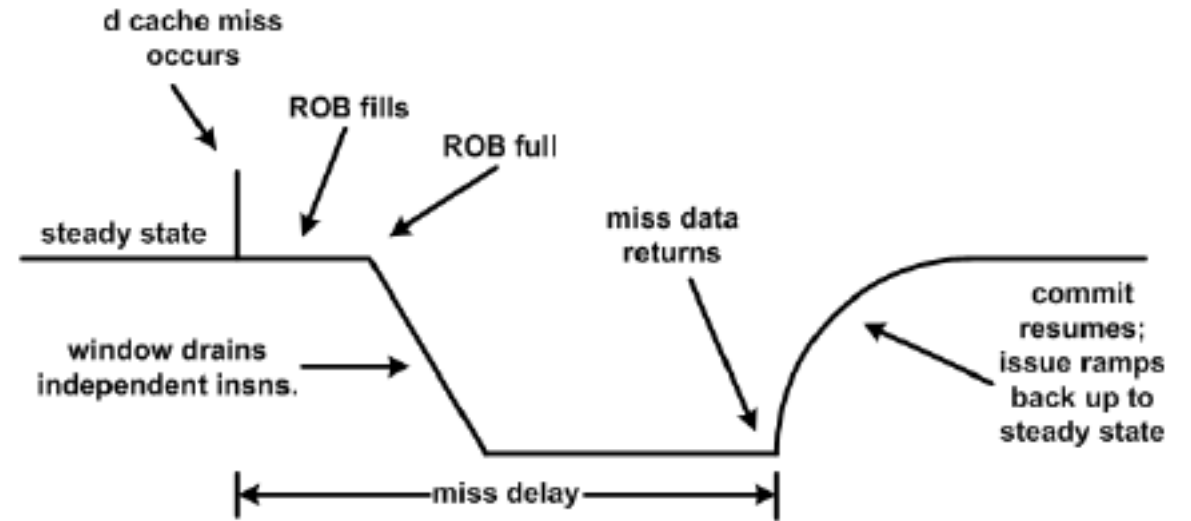 d cache miss
occurs
ROB fills
ROB full
steady state
miss data
returns
commit
resumes;
issue ramps
back up to
steady state
window drains
independent insns.
miss delay